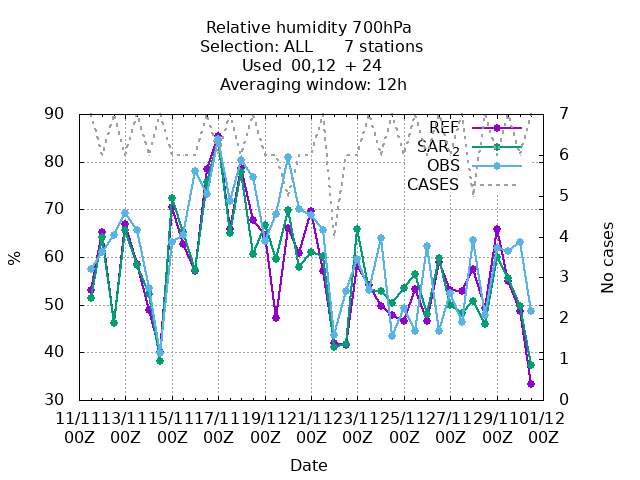 Relative humidity 700hPa
Selection: ALL 7 stations
Used 00,12 + 24
Averaging window: 12h
90 7
REF
SAR 2
80 6
OBS
CASES
5
70
4
60
% No cases
3
50
2
40
1
30 0
11/11 13/11 15/11 17/11 19/11 21/11 23/11 25/11 27/11 29/11 01/12
00Z 00Z 00Z 00Z 00Z 00Z 00Z 00Z 00Z 00Z 00Z
Date